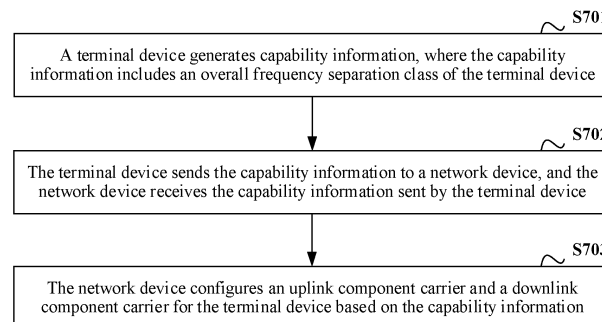 S701
A terminal device generates capability information, where the capability
information includes an overall frequency separation class of the terminal device
S702
The terminal device sends the capability information to a network device, and the
network device receives the capability information sent by the terminal device
S703
The network device configures an uplink component carrier and a downlink
component carrier for the terminal device based on the capability information